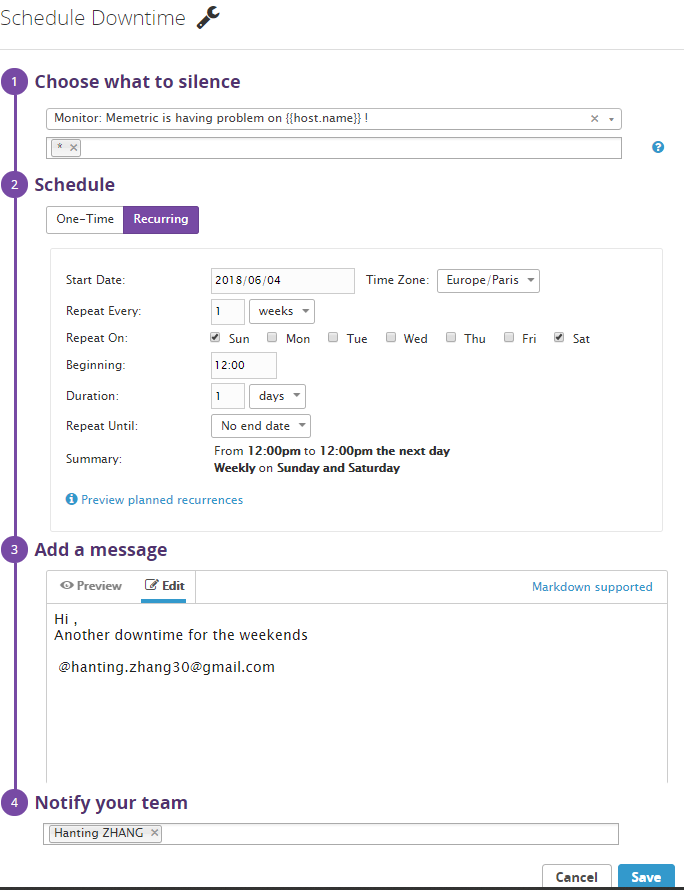 Schedule Downtime
1 Choose what to silence
Monitor: Memetric is having problem on {{host.name}} ! ×
* × ?
2 Schedule
One-Time Recurring
Start Date: 2018/06/04 Time Zone: Europe/Paris
Repeat Every: 1 weeks
Repeat On: Sun Mon Tue Wed Thu Fri Sat
Beginning: 12:00
Duration: 1 days
Repeat Until: No end date
Summary: From 12:00pm to 12:00pm the next day
Weekly on Sunday and Saturday
i Preview planned recurrences
3 Add a message
Preview Edit Markdown supported
Hi ,
Another downtime for the weekends
@hanting.zhang30@gmail.com
4 Notify your team
Hanting ZHANG ×
Cancel Save